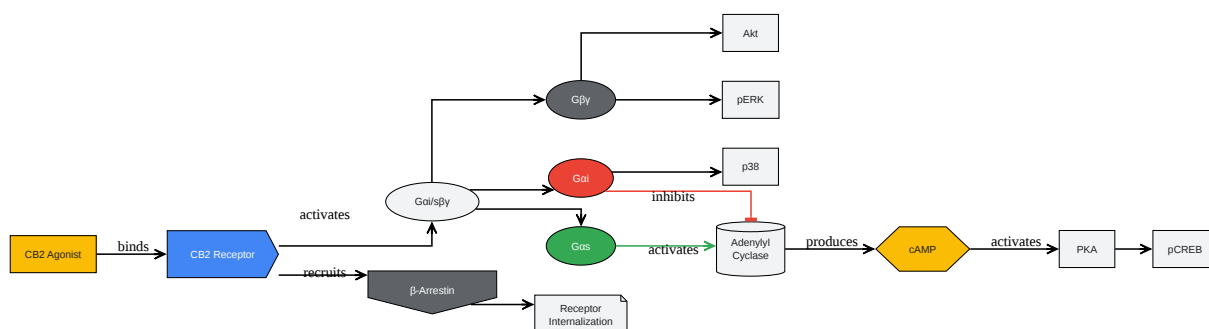 Akt
Gβγ
pERK
p38
Gαi
inhibits
Gαi/sβγ
activates
CB2 Agonist
binds
CB2 Receptor
Gαs
activates
Adenylyl
Cyclase
produces
cAMP
activates
PKA
pCREB
recruits
β-Arrestin
Receptor
Internalization